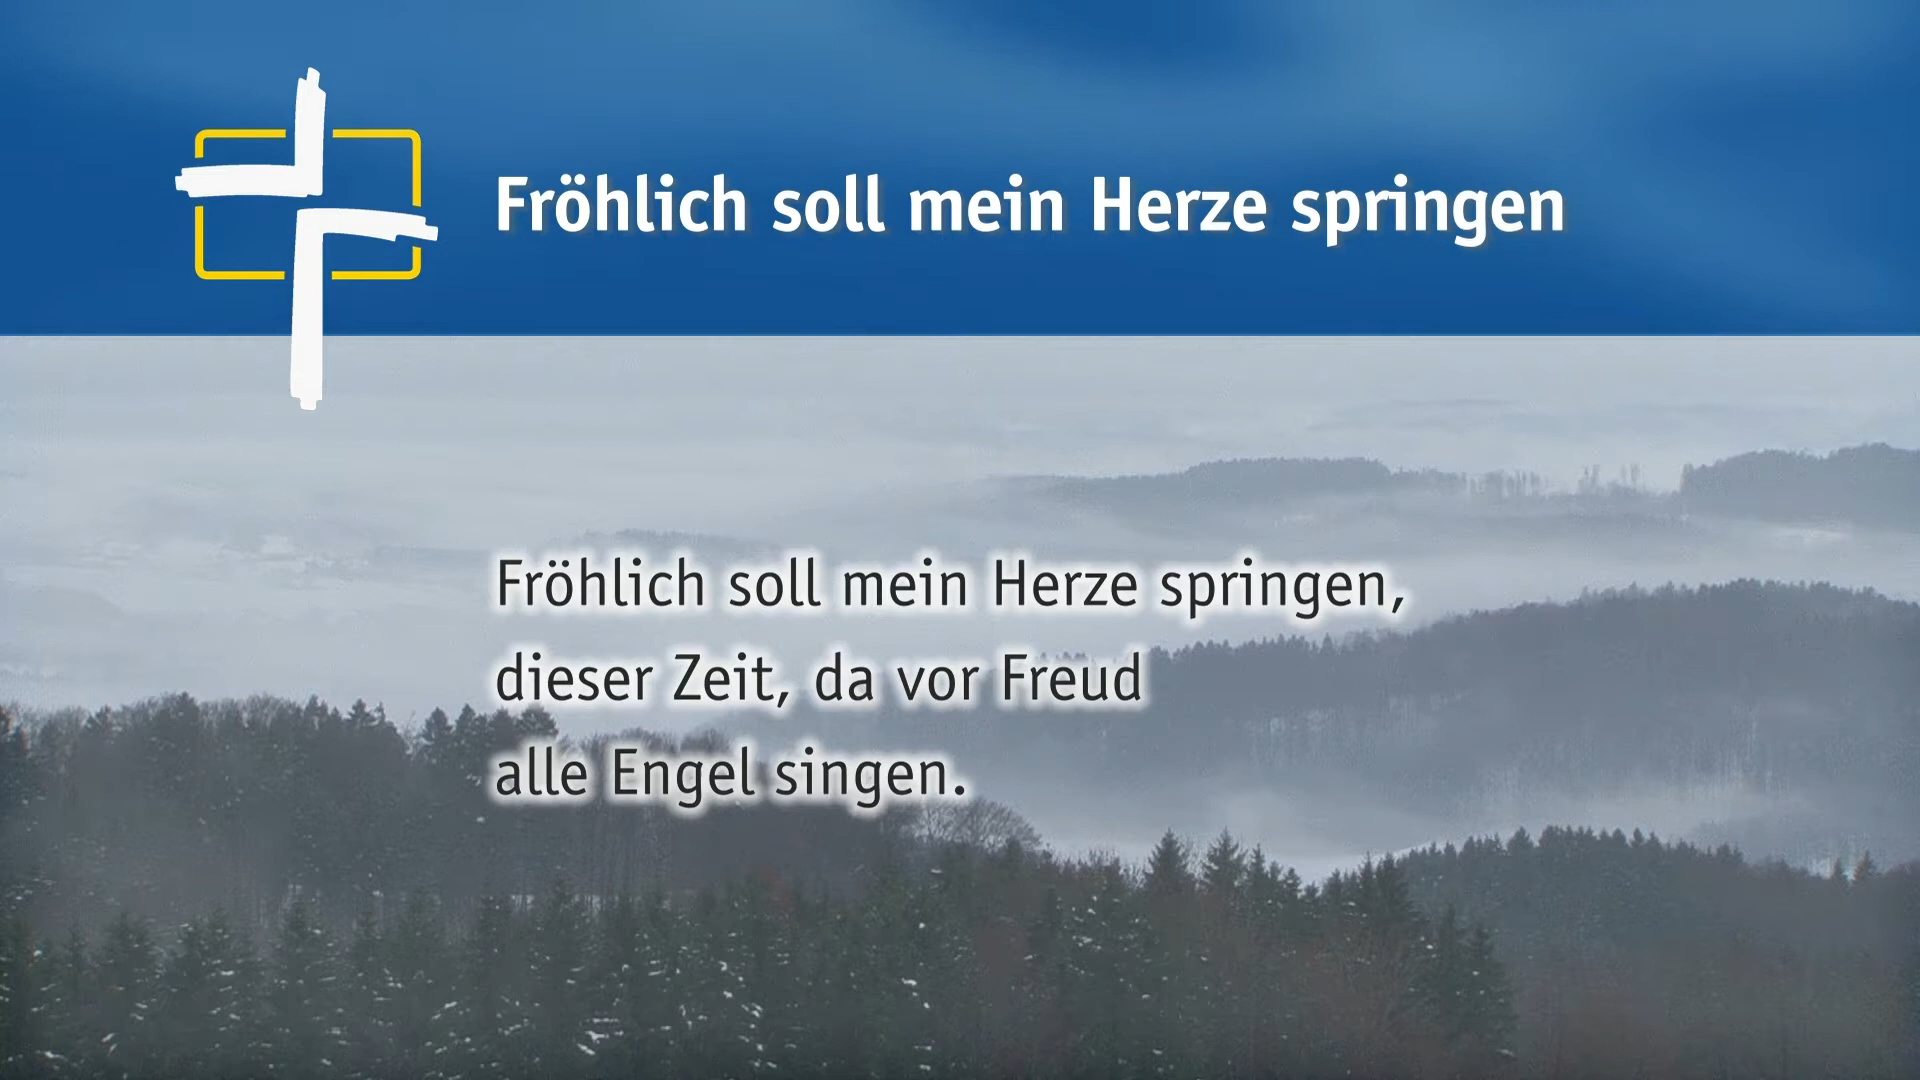 Fröhlich soll mein Herze springen
Fröhlich soll mein Herze springen,
dieser Zeit, da vor Freud
alle Engel singen.